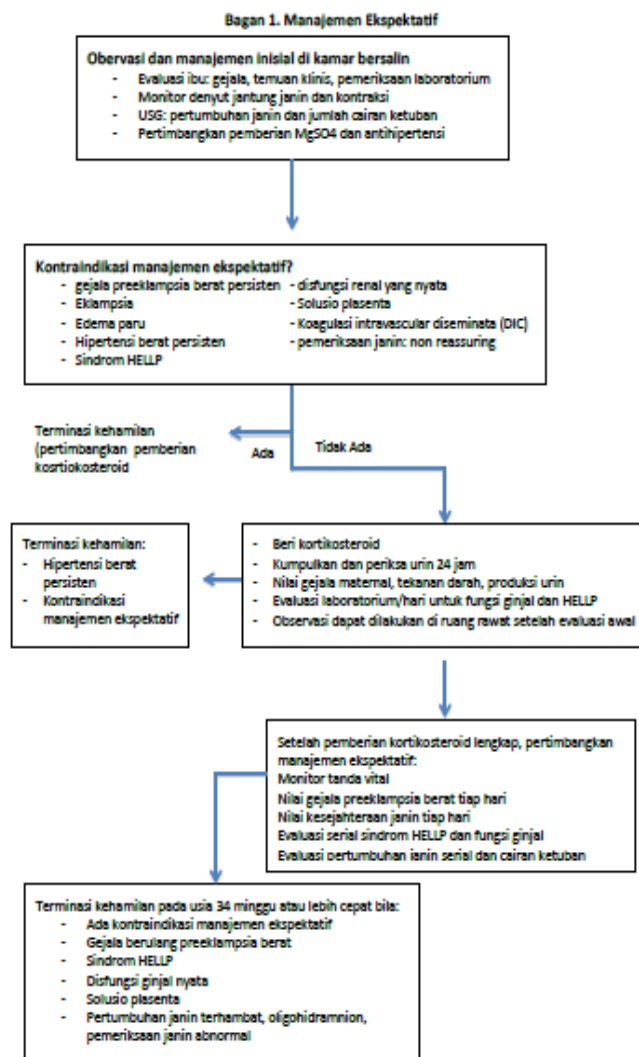 Bagan 1. Manajemen Ekspektatif
Obervasi dan manajemen inisial di kamar bersalin
- Evaluasi ibu: gejala, temuan klinis, pemeriksaan laboratorium
- Monitor denyut jantung janin dan kontraksi
- USG: pertumbuhan janin dan jumlah cairan ketuban
- Pertimbangkan pemberian MgSO4 dan antihipertensi
Kontraindikasi manajemen ekspektatif?
- gejala preeklampsia berat persisten - disfungsi renal yang nyata
- Eklampsia - Solusio plasenta
- Edema paru - Koagulasi intravascular diseminata (DIC)
- Hipertensi berat persisten - pemeriksaan janin: non reassuring
- Sindrom HELLP
Terminasi kehamilan
(pertimbangkan pemberian
kosrtiokosteroid
Ada
Tidak Ada
Terminasi kehamilan:
- Hipertensi berat
persisten
- Kontraindikasi
manajemen ekspektatif
- Beri kortikosteroid
- Kumpulkan dan periksa urin 24 jam
- Nilai gejala maternal, tekanan darah, produksi urin
- Evaluasi laboratorium/hari untuk fungsi ginjal dan HELLP
- Observasi dapat dilakukan di ruang rawat setelah evaluasi awal
Setelah pemberian kortikosteroid lengkap, pertimbangkan
manajemen ekspektatif:
Monitor tanda vital
Nilai gejala preeklampsia berat tiap hari
Nilai kesejahteraan janin tiap hari
Evaluasi serial sindrom HELLP dan fungsi ginjal
Evaluasi pertumbuhan janin serial dan cairan ketuban
Terminasi kehamilan pada usia 34 minggu atau lebih cepat bila:
- Ada kontraindikasi manajemen ekspektatif
- Gejala berulang preeklampsia berat
- Sindrom HELLP
- Disfungsi ginjal nyata
- Solusio plasenta
- Pertumbuhan janin terhambat, oligohidramnion,
pemeriksaan janin abnormal